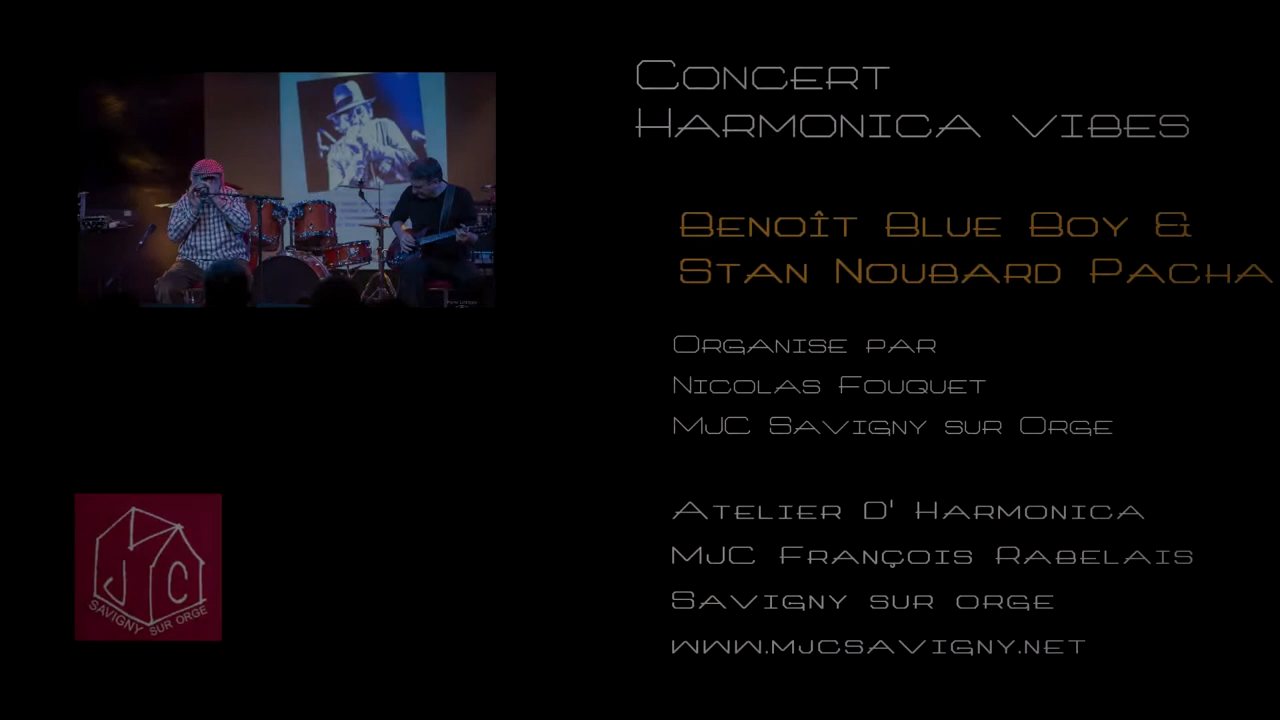 Concert
Harmonica vibes
Benoît Blue Boy &
Stan Noubard Pacha
Organise par
Nicolas Fouquet
MJC Savigny sur Orge
Atelier D' Harmonica
MJC François Rabelais
Savigny sur orge
www.mjcsavigny.net
J C
SAVIGNY SUR ORGE